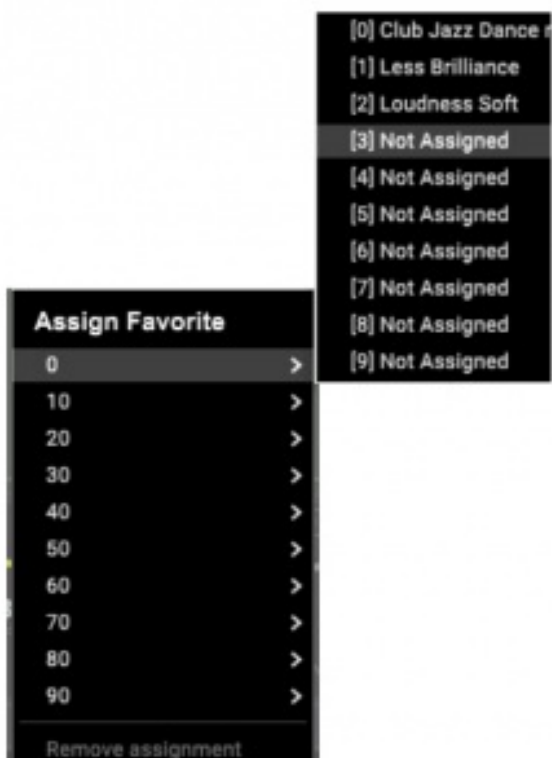 [0] Club Jazz Dance
[1] Less Brilliance
[2] Loudness Soft
[3] Not Assigned
[4] Not Assigned
[5] Not Assigned
[6] Not Assigned
[7] Not Assigned
[8] Not Assigned
[9] Not Assigned
Assign Favorite
0 >
10 >
20 >
30 >
40 >
50 >
60 >
70 >
80 >
90 >
Remove assignment